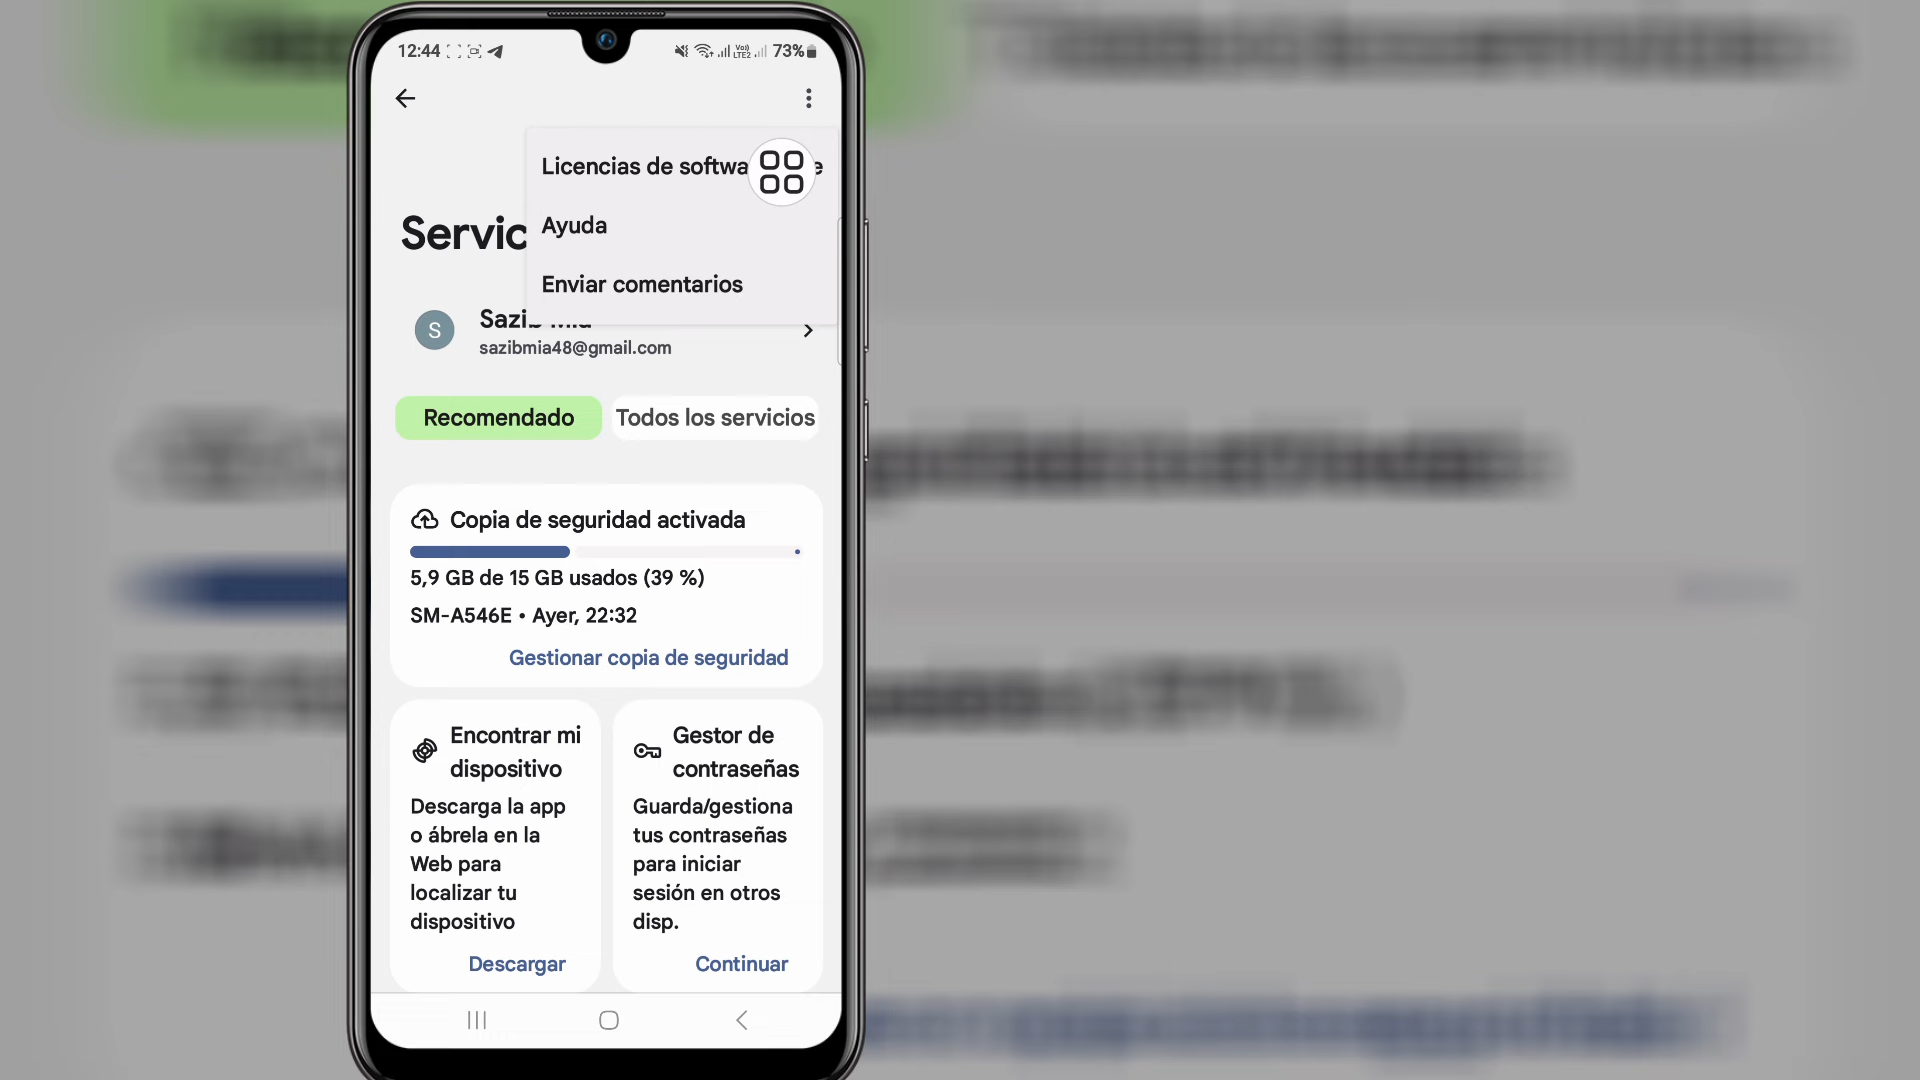 12:44 73%
Licencias de softwa e
Ayuda
Enviar comentarios
Servic
S
Sazib Mia
sazibmia48@gmail.com
Recomendado Todos los servicios
Copia de seguridad activada
5,9 GB de 15 GB usados (39 %)
SM-A546E • Ayer, 22:32
Gestionar copia de seguridad
Encontrar mi
dispositivo
Descarga la app
o ábrela en la
Web para
localizar tu
dispositivo
Descargar
Gestor de
contraseñas
Guarda/gestiona
tus contraseñas
para iniciar
sesión en otros
disp.
Continuar